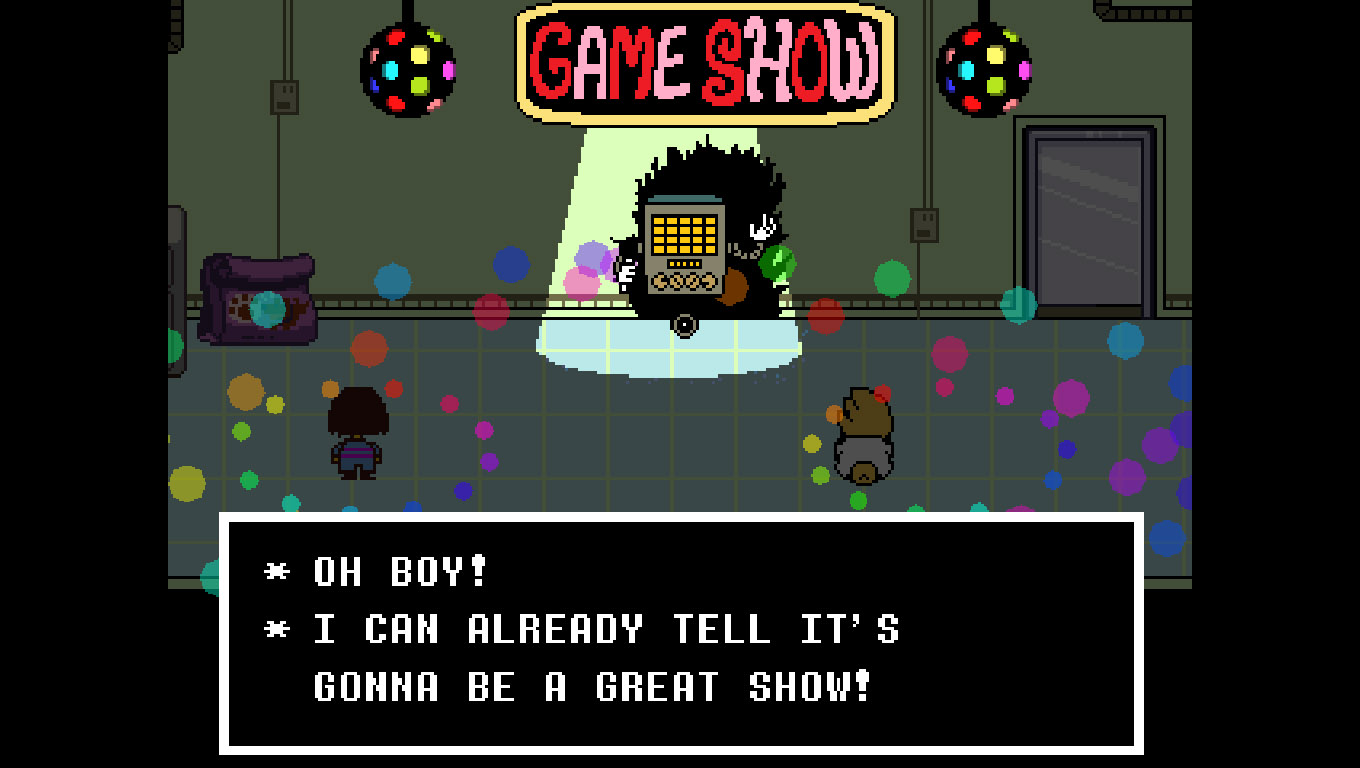 GAME SHOW
* OH BOY!
* I CAN ALREADY TELL IT'S
GONNA BE A GREAT SHOW!